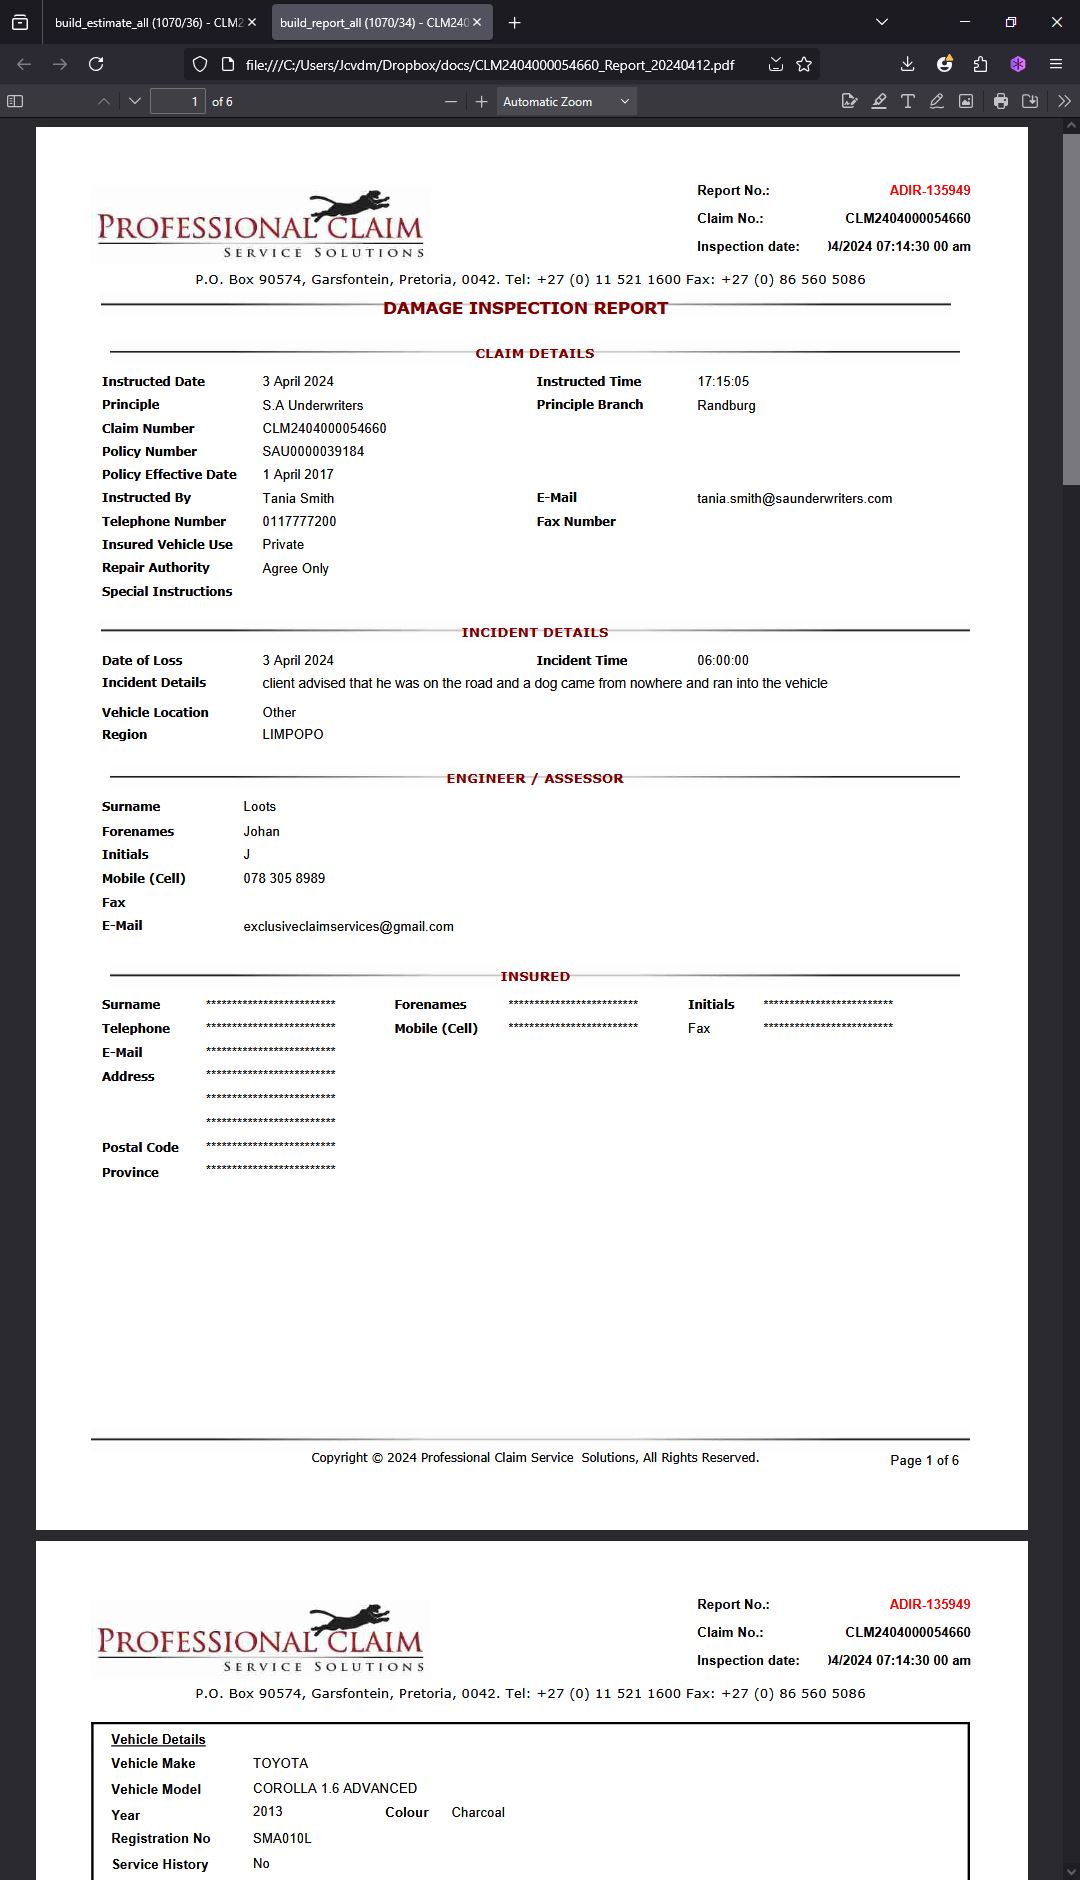 build_estimate_all (1070/36) - CLM2
build_report_all (1070/34) - CLM240
file:///C:/Users/Jcvdm/Dropbox/docs/CLM2404000054660_Report_20240412.pdf
1 of 6
Automatic Zoom
PROFESSIONAL CLAIM
SERVICE SOLUTIONS
Report No.: ADIR-135949
Claim No.: CLM2404000054660
Inspection date: 04/2024 07:14:30 00 am
P.O. Box 90574, Garsfontein, Pretoria, 0042. Tel: +27 (0) 11 521 1600 Fax: +27 (0) 86 560 5086
DAMAGE INSPECTION REPORT
CLAIM DETAILS
Instructed Date 3 April 2024 Instructed Time 17:15:05
Principle S.A Underwriters Principle Branch Randburg
Claim Number CLM2404000054660
Policy Number SAU0000039184
Policy Effective Date 1 April 2017
Instructed By Tania Smith E-Mail tania.smith@saunderwriters.com
Telephone Number 0117777200 Fax Number
Insured Vehicle Use Private
Repair Authority Agree Only
Special Instructions
INCIDENT DETAILS
Date of Loss 3 April 2024 Incident Time 06:00:00
Incident Details client advised that he was on the road and a dog came from nowhere and ran into the vehicle
Vehicle Location Other
Region LIMPOPO
ENGINEER / ASSESSOR
Surname Loots
Forenames Johan
Initials J
Mobile (Cell) 078 305 8989
Fax
E-Mail exclusiveclaimservices@gmail.com
INSURED
Surname ************************* Forenames ************************* Initials *************************
Telephone ************************* Mobile (Cell) ************************* Fax *************************
E-Mail *************************
Address *************************
*************************
*************************
Postal Code *************************
Province *************************
Copyright © 2024 Professional Claim Service Solutions, All Rights Reserved.
Page 1 of 6
PROFESSIONAL CLAIM
SERVICE SOLUTIONS
Report No.: ADIR-135949
Claim No.: CLM2404000054660
Inspection date: 04/2024 07:14:30 00 am
P.O. Box 90574, Garsfontein, Pretoria, 0042. Tel: +27 (0) 11 521 1600 Fax: +27 (0) 86 560 5086
Vehicle Details
Vehicle Make TOYOTA
Vehicle Model COROLLA 1.6 ADVANCED
Year 2013 Colour Charcoal
Registration No SMA010L
Service History No